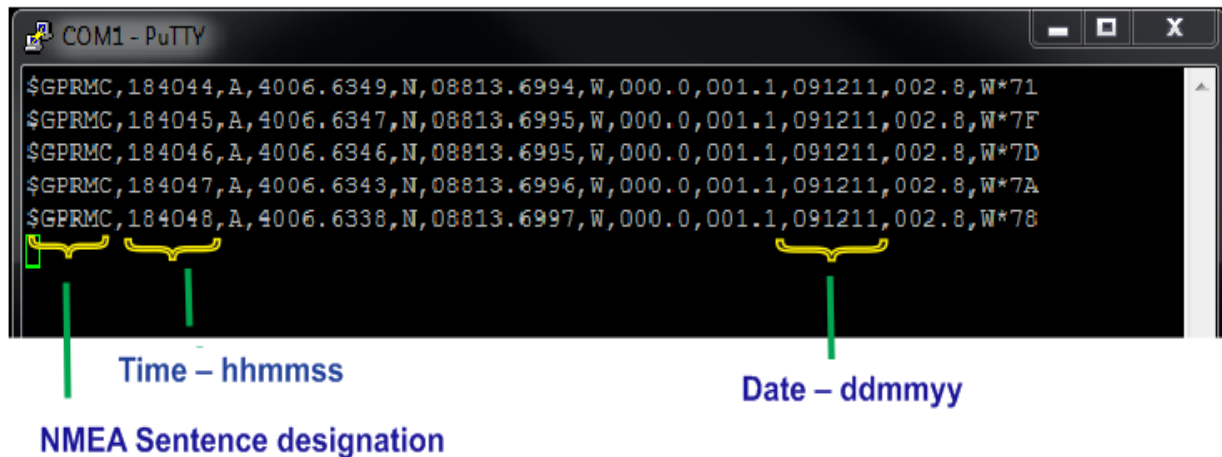 COM1 - PuTTY
$GPRMC,184044,A,4006.6349,N,08813.6994,W,000.0,001.1,091211,002.8,W*71
$GPRMC,184045,A,4006.6347,N,08813.6995,W,000.0,001.1,091211,002.8,W*7F
$GPRMC,184046,A,4006.6346,N,08813.6995,W,000.0,001.1,091211,002.8,W*7D
$GPRMC,184047,A,4006.6343,N,08813.6996,W,000.0,001.1,091211,002.8,W*7A
$GPRMC,184048,A,4006.6338,N,08813.6997,W,000.0,001.1,091211,002.8,W*78
Time – hhmmss
Date – ddmmyy
NMEA Sentence designation